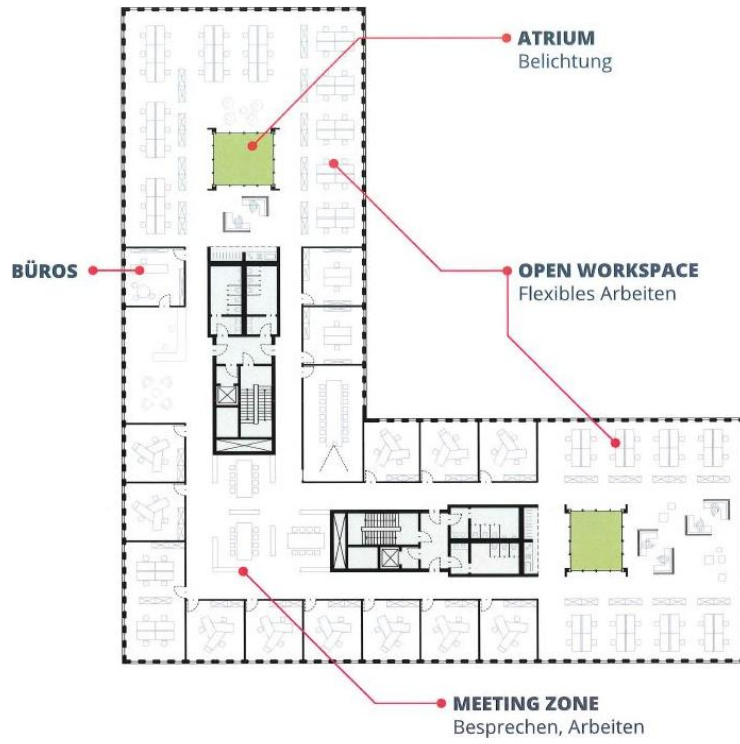 ATRIUM
Belichtung
BÜROS
OPEN WORKSPACE
Flexibles Arbeiten
MEETING ZONE
Besprechen, Arbeiten